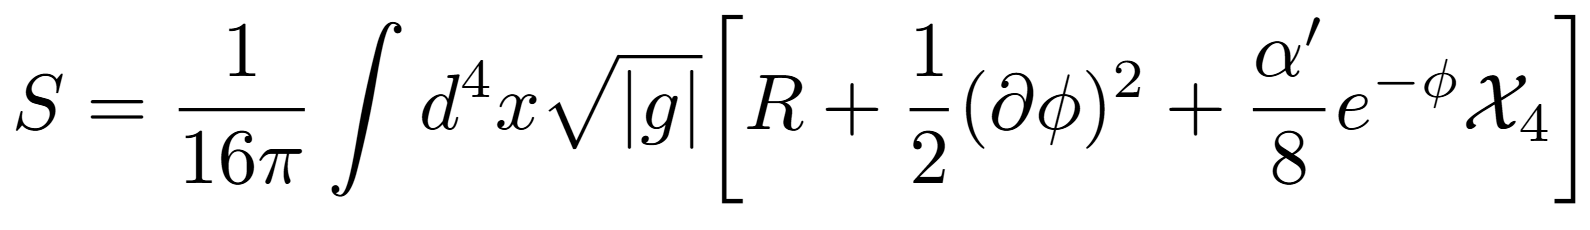 S = \frac{1}{16\pi} \int d^4x \sqrt{|g|} \left[ R + \frac{1}{2} (\partial\phi)^2 + \frac{\alpha'}{8} e^{-\phi} \mathcal{X}_4 \right]